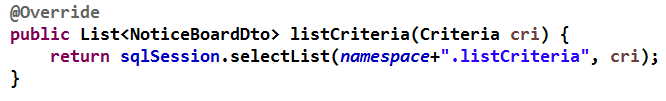 @Override
public List<NoticeBoardDto> listCriteria(Criteria cri) {
    return sqlSession.selectList(namespace+".listCriteria", cri);
}